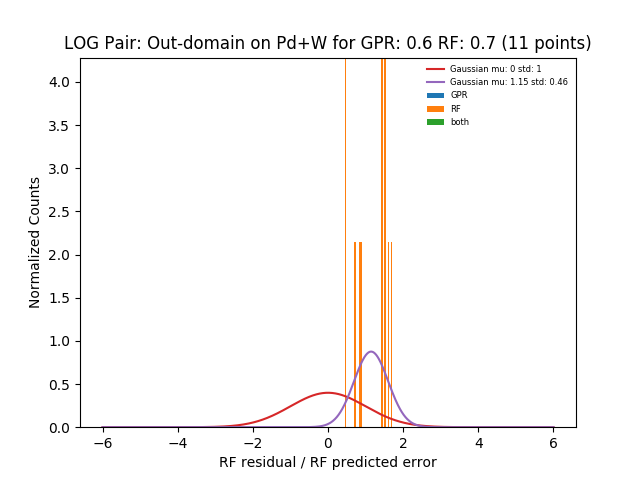 LOG Pair: Out-domain on Pd+W for GPR: 0.6 RF: 0.7 (11 points)
Gaussian mu: 0 std: 1
Gaussian mu: 1.15 std: 0.46
GPR
RF
both
Normalized Counts
4.0
3.5
3.0
2.5
2.0
1.5
1.0
0.5
0.0
−6 −4 −2 0 2 4 6
RF residual / RF predicted error